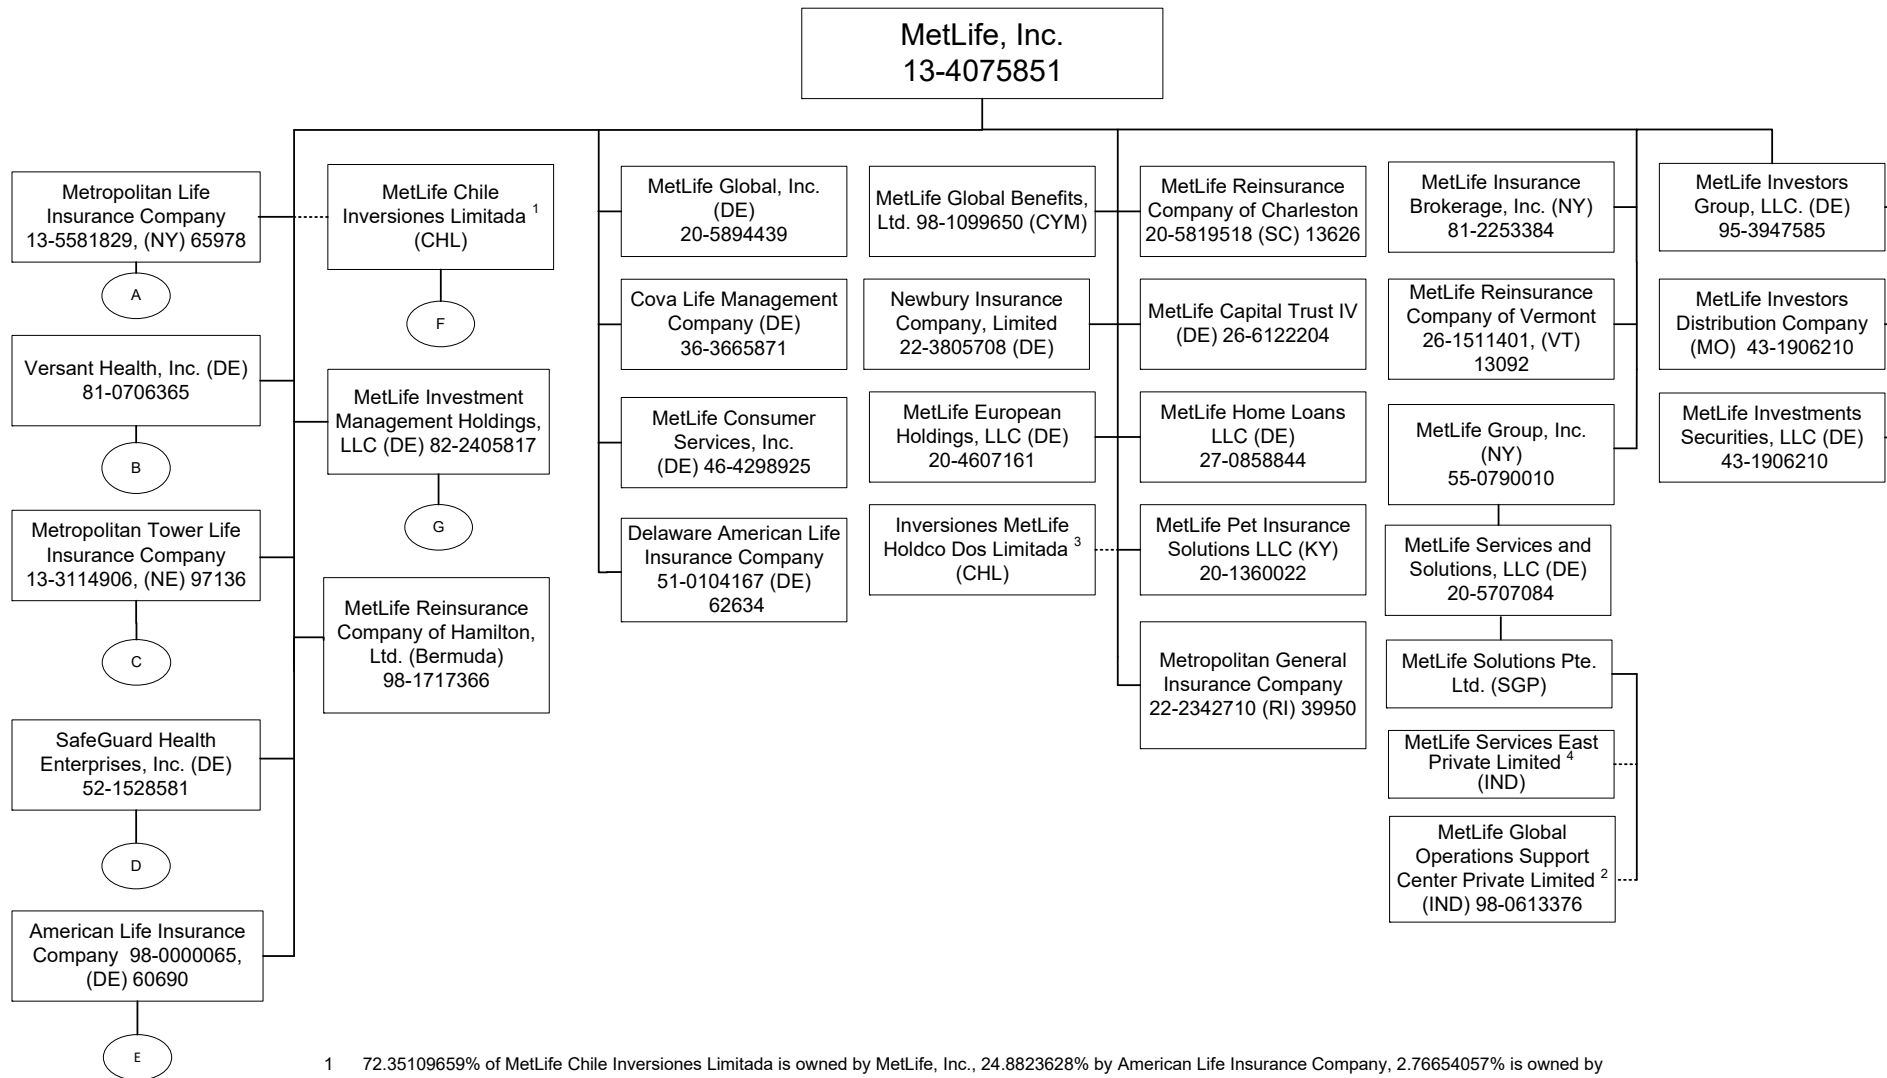 MetLife, Inc.
13-4075851
Metropolitan Life
Insurance Company
13-5581829, (NY) 65978
A
Versant Health, Inc. (DE)
81-0706365
B
Metropolitan Tower Life
Insurance Company
13-3114906, (NE) 97136
C
SafeGuard Health
Enterprises, Inc. (DE)
52-1528581
D
American Life Insurance
Company 98-0000065,
(DE) 60690
E
MetLife Chile
Inversiones Limitada 1
(CHL)
F
MetLife Investment
Management Holdings,
LLC (DE) 82-2405817
G
MetLife Reinsurance
Company of Hamilton,
Ltd. (Bermuda)
98-1717366
MetLife Global, Inc.
(DE)
20-5894439
Cova Life Management
Company (DE)
36-3665871
MetLife Consumer
Services, Inc.
(DE) 46-4298925
Delaware American Life
Insurance Company
51-0104167 (DE)
62634
MetLife Global Benefits,
Ltd. 98-1099650 (CYM)
Newbury Insurance
Company, Limited
22-3805708 (DE)
MetLife European
Holdings, LLC (DE)
20-4607161
Inversiones MetLife
Holdco Dos Limitada 3
(CHL)
MetLife Reinsurance
Company of Charleston
20-5819518 (SC) 13626
MetLife Capital Trust IV
(DE) 26-6122204
MetLife Home Loans
LLC (DE)
27-0858844
MetLife Pet Insurance
Solutions LLC (KY)
20-1360022
Metropolitan General
Insurance Company
22-2342710 (RI) 39950
MetLife Insurance
Brokerage, Inc. (NY)
81-2253384
MetLife Reinsurance
Company of Vermont
26-1511401, (VT)
13092
MetLife Group, Inc.
(NY)
55-0790010
MetLife Services and
Solutions, LLC (DE)
20-5707084
MetLife Solutions Pte.
Ltd. (SGP)
MetLife Services East
Private Limited 4
(IND)
MetLife Global
Operations Support
Center Private Limited 2
(IND) 98-0613376
MetLife Investors
Group, LLC. (DE)
95-3947585
MetLife Investors
Distribution Company
(MO) 43-1906210
MetLife Investments
Securities, LLC (DE)
43-1906210
1 72.35109659% of MetLife Chile Inversiones Limitada is owned by MetLife, Inc., 24.8823628% by American Life Insurance Company, 2.76654057% is owned by